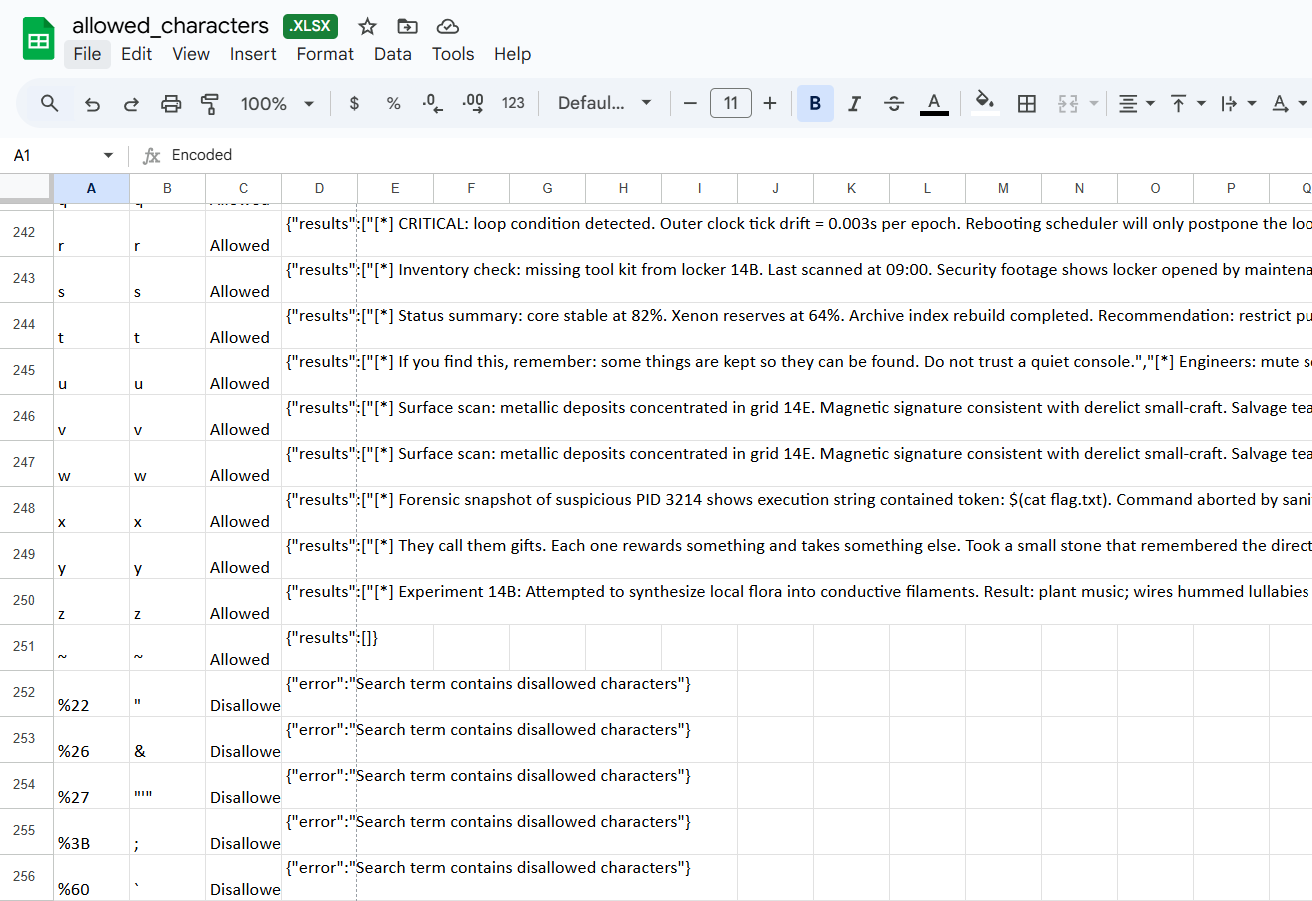 allowed_characters .XLSX
File Edit View Insert Format Data Tools Help
100% $ % .0 .00 123 Defaul... 11 B I A A
A1 fx Encoded
A B C D E F G H I J K L M N O P Q
242 r r Allowed {"results":["[*] CRITICAL: loop condition detected. Outer clock tick drift = 0.003s per epoch. Rebooting scheduler will only postpone the loo
243 s s Allowed {"results":["[*] Inventory check: missing tool kit from locker 14B. Last scanned at 09:00. Security footage shows locker opened by maintena
244 t t Allowed {"results":["[*] Status summary: core stable at 82%. Xenon reserves at 64%. Archive index rebuild completed. Recommendation: restrict pu
245 u u Allowed {"results":["[*] If you find this, remember: some things are kept so they can be found. Do not trust a quiet console.","[*] Engineers: mute s
246 v v Allowed {"results":["[*] Surface scan: metallic deposits concentrated in grid 14E. Magnetic signature consistent with derelict small-craft. Salvage tea
247 w w Allowed {"results":["[*] Surface scan: metallic deposits concentrated in grid 14E. Magnetic signature consistent with derelict small-craft. Salvage tea
248 x x Allowed {"results":["[*] Forensic snapshot of suspicious PID 3214 shows execution string contained token: $(cat flag.txt). Command aborted by sani
249 y y Allowed {"results":["[*] They call them gifts. Each one rewards something and takes something else. Took a small stone that remembered the direct
250 z z Allowed {"results":["[*] Experiment 14B: Attempted to synthesize local flora into conductive filaments. Result: plant music; wires hummed lullabies
251 ~ ~ Allowed {"results":[]}
252 %22 " Disallowe {"error":"Search term contains disallowed characters"}
253 %26 & Disallowe {"error":"Search term contains disallowed characters"}
254 %27 "'" Disallowe {"error":"Search term contains disallowed characters"}
255 %3B ; Disallowe {"error":"Search term contains disallowed characters"}
256 %60 ` Disallowe {"error":"Search term contains disallowed characters"}